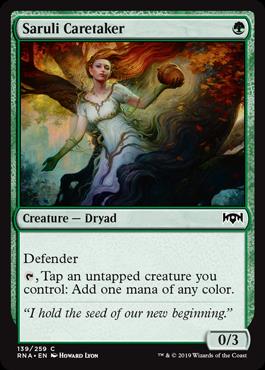 Saruli Caretaker
Creature — Dryad
Defender
, Tap an untapped creature you
control: Add one mana of any color.
“I hold the seed of our new beginning.”
0/3
139/259 C
RNA • EN Howard Lyon
™ & © 2019 Wizards of the Coast